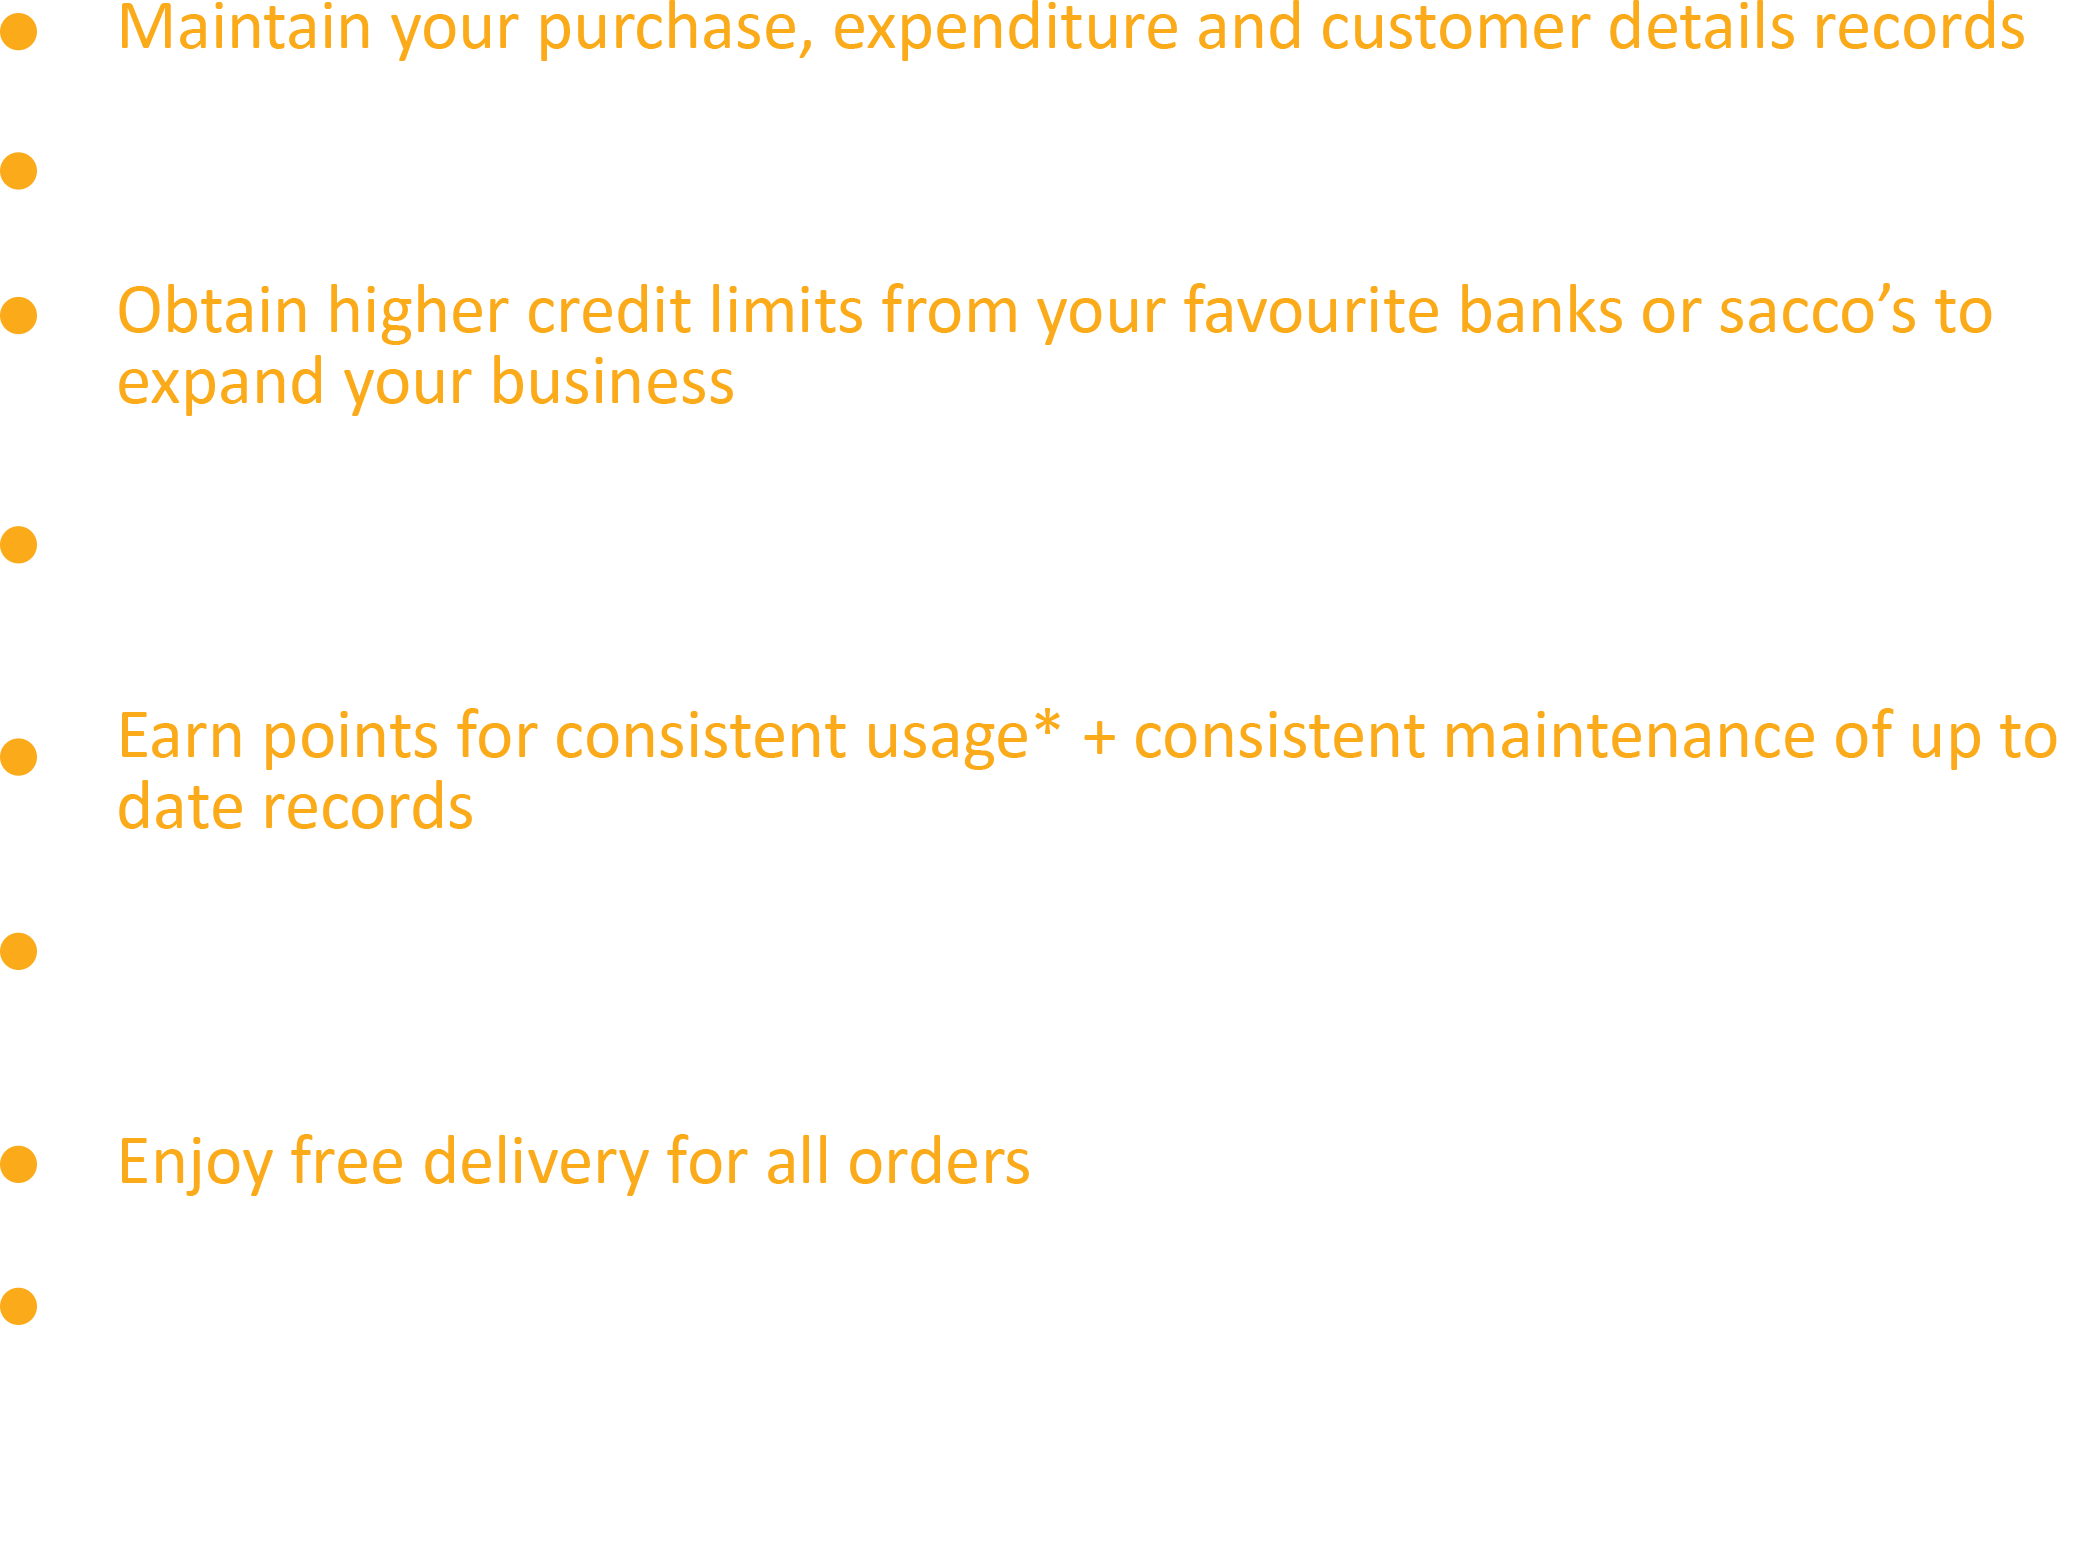 Maintain your purchase, expenditure and customer details records
Obtain higher credit limits from your favourite banks or sacco’s to
expand your business
Earn points for consistent usage* + consistent maintenance of up to
date records
Enjoy free delivery for all orders